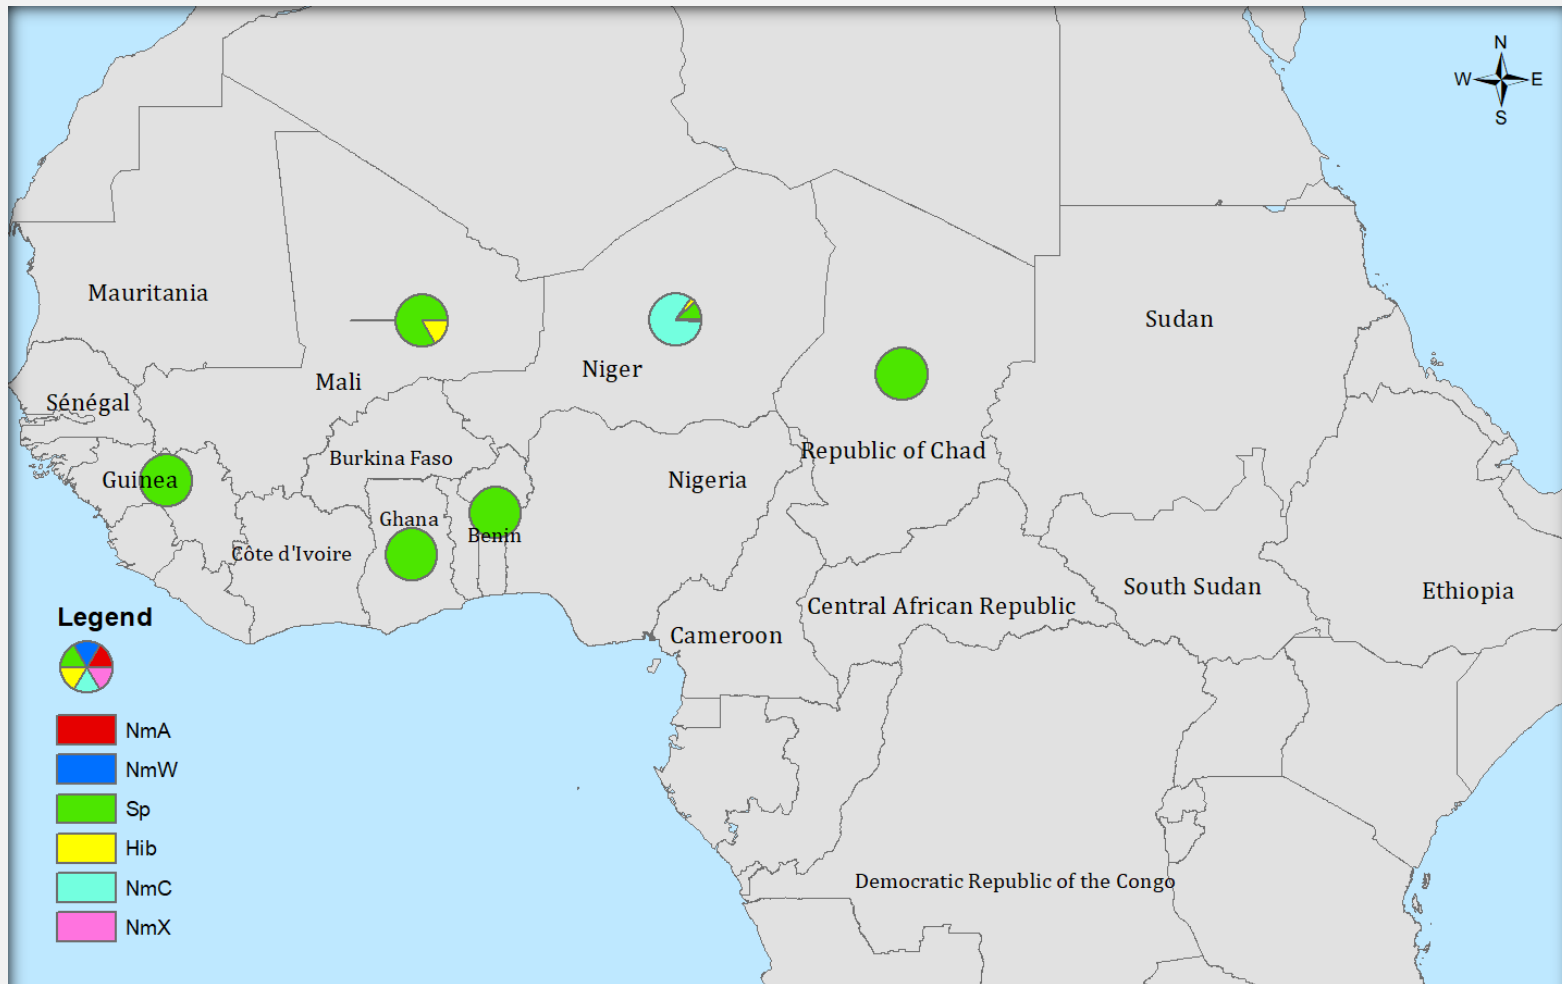 N
W E
S
Mauritania
Mali
Niger
Sudan
Sénégal
Guinea
Burkina Faso
Ghana
Benin
Côte d'Ivoire
Nigeria
Republic of Chad
Cameroon
Central African Republic
South Sudan
Ethiopia
Democratic Republic of the Congo
Legend
NmA
NmW
Sp
Hib
NmC
NmX